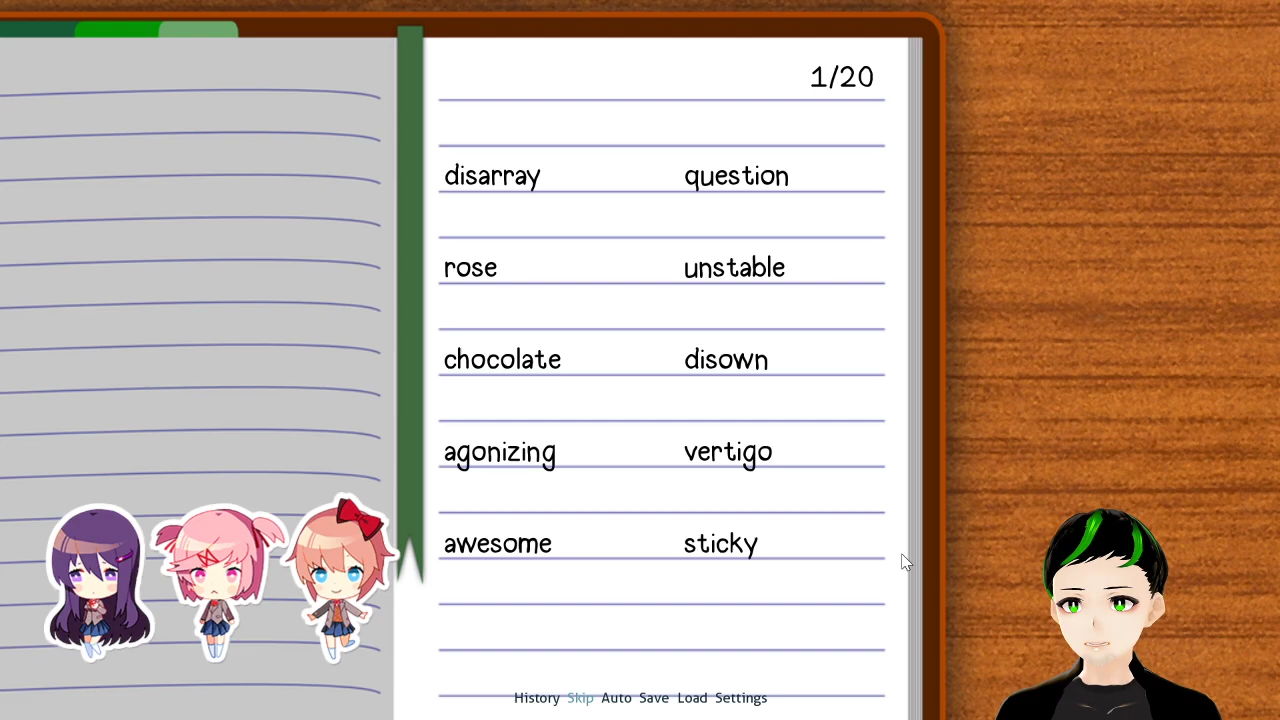 1/20
disarray question
rose unstable
chocolate disown
agonizing vertigo
awesome sticky
History Skip Auto Save Load Settings